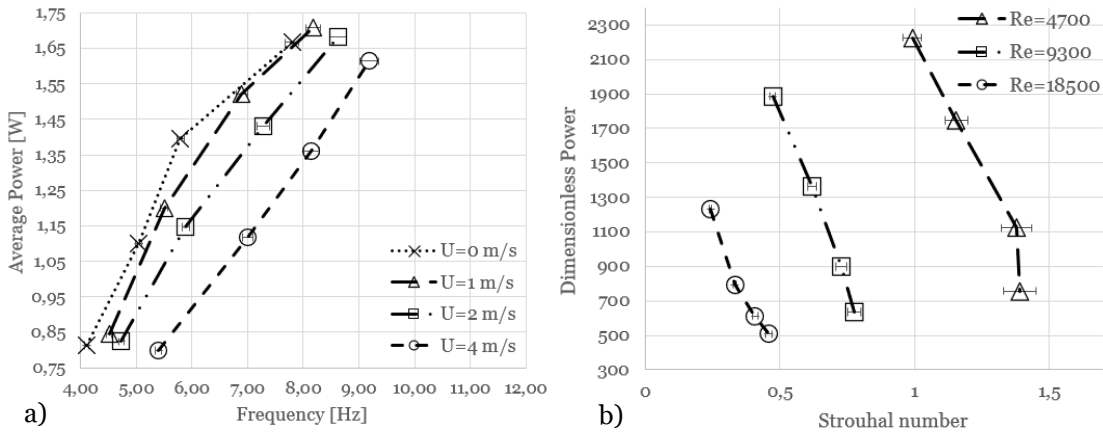 1,75
1,65
1,55
1,45
1,35
1,25
1,15
1,05
0,95
0,85
0,75
Average Power [W]
4,00 5,00 6,00 7,00 8,00 9,00 10,00 11,00 12,00
Frequency [Hz]
U=0 m/s
U=1 m/s
U=2 m/s
U=4 m/s
a)
2300
2100
1900
1700
1500
1300
1100
900
700
500
300
Dimensionless Power
0 0,5 1 1,5
Strouhal number
Re=4700
Re=9300
Re=18500
b)